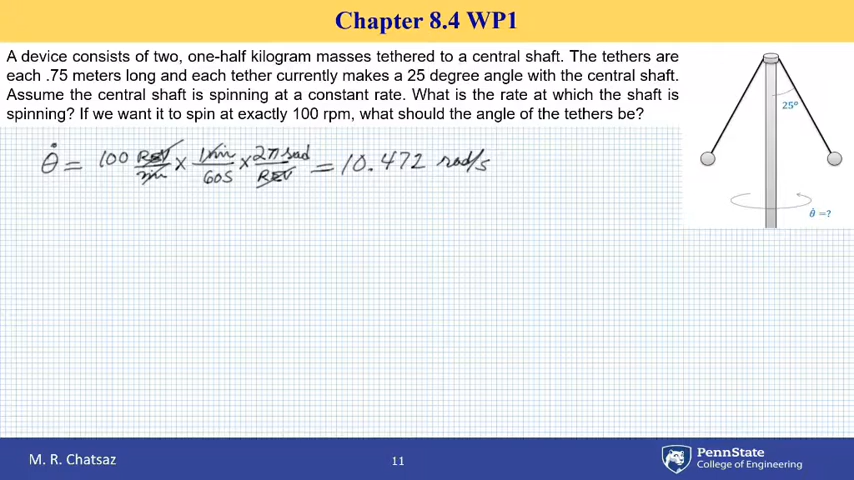 Chapter 8.4 WP1
A device consists of two, one-half kilogram masses tethered to a central shaft. The tethers are
each .75 meters long and each tether currently makes a 25 degree angle with the central shaft.
Assume the central shaft is spinning at a constant rate. What is the rate at which the shaft is
spinning? If we want it to spin at exactly 100 rpm, what should the angle of the tethers be?
25º
θ̇ = 100 REV/min × 1min/60s × 2π rad/REV = 10.472 rad/s
θ̇ =?
M. R. Chatsaz
11
PennState
College of Engineering